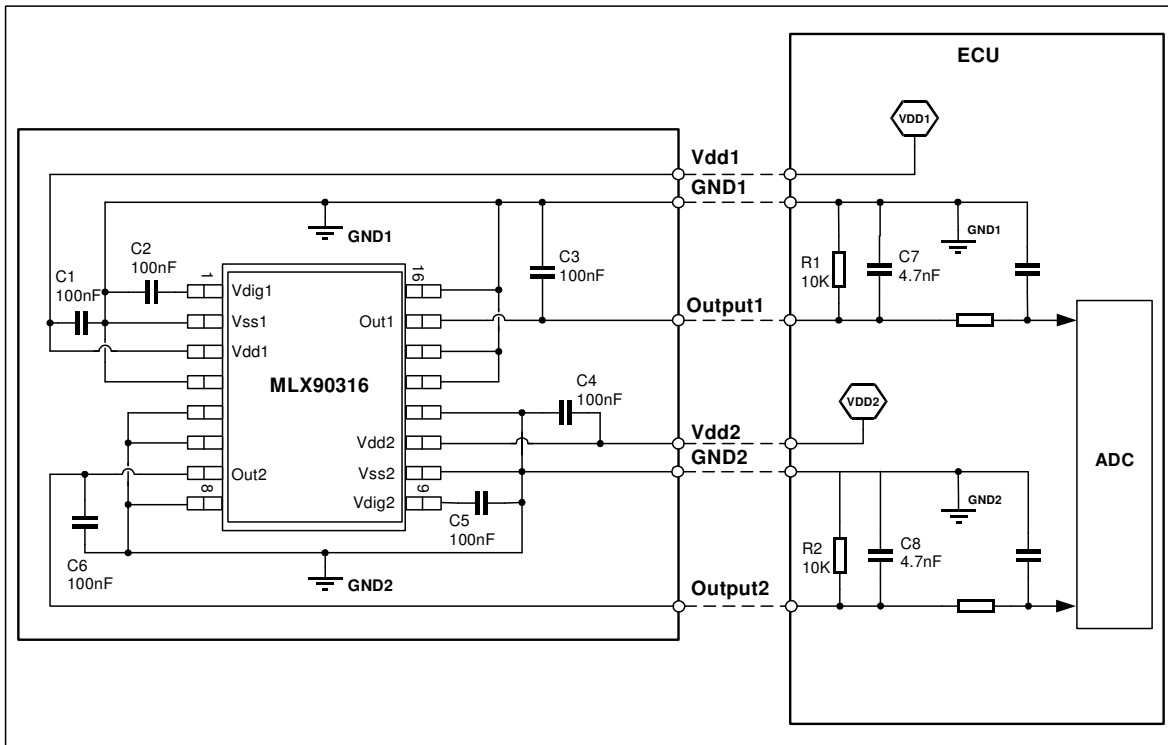 ECU
VDD1
Vdd1
GND1
GND1
GND1
C2
100nF
C1
100nF
1
16
C3
100nF
R1
10K
C7
4.7nF
Vdig1
Vss1
Out1
Output1
Vdd1
MLX90316
C4
100nF
VDD2
Vdd2
Vdd2
GND2
ADC
Out2
Vss2
8
9
Vdig2
C5
100nF
GND2
C6
100nF
GND2
R2
10K
C8
4.7nF
Output2